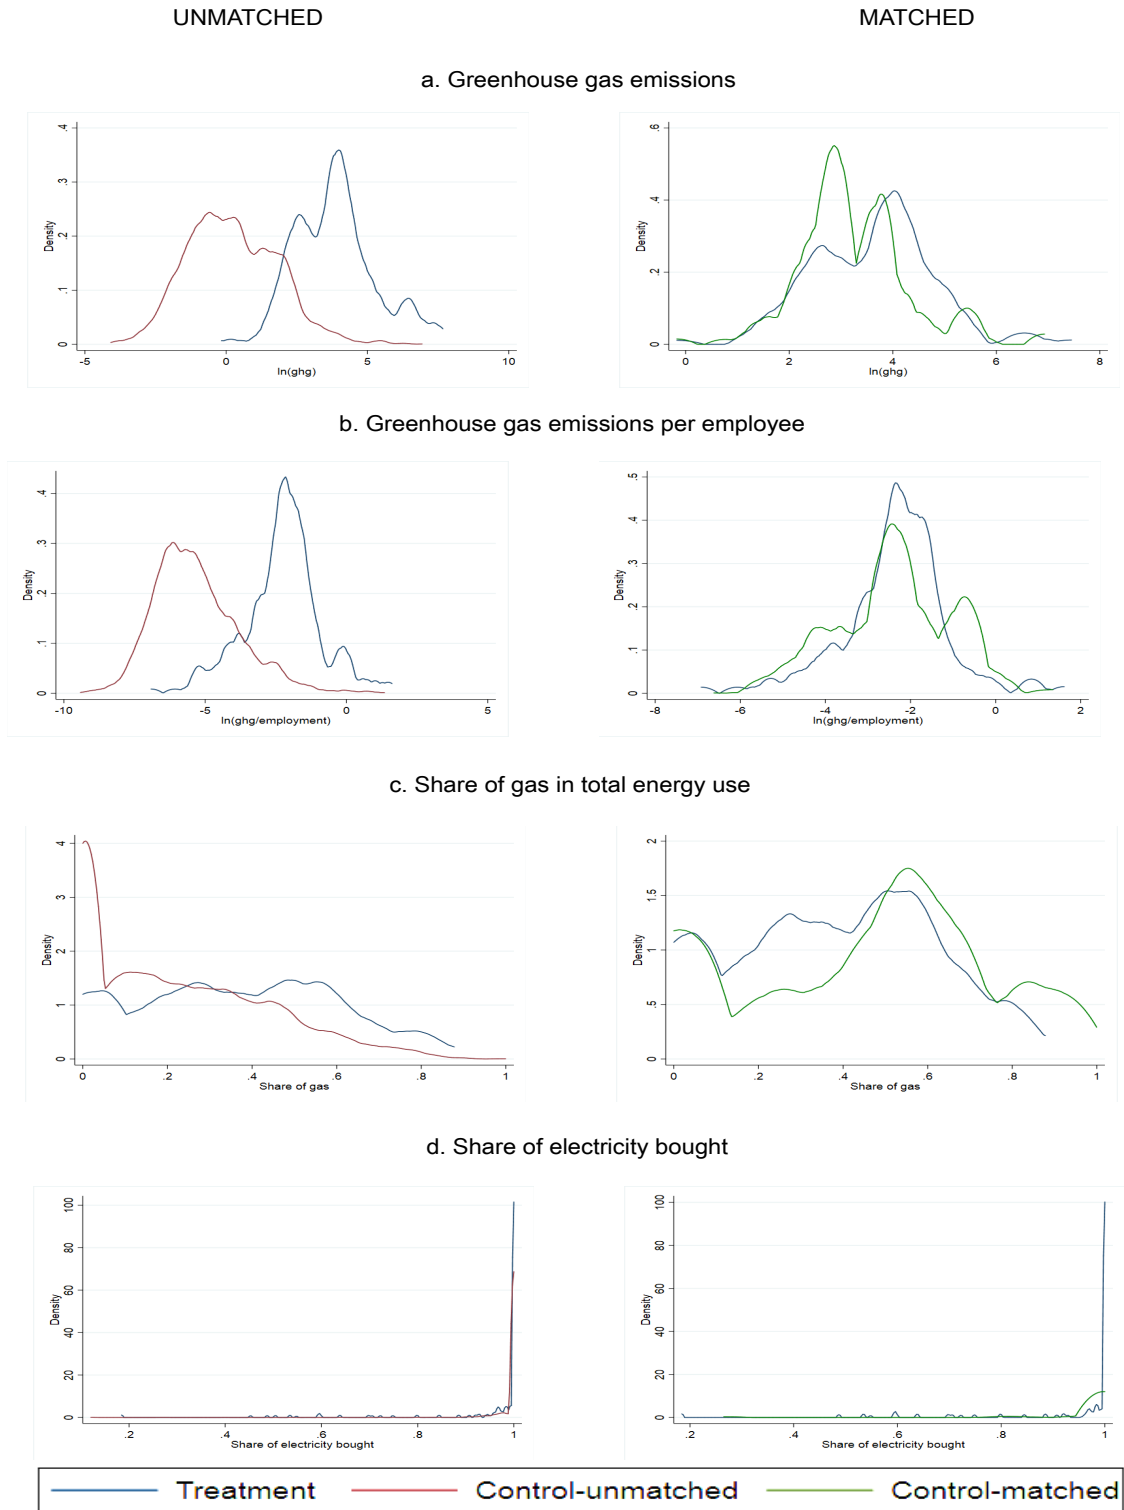 UNMATCHED
MATCHED
a. Greenhouse gas emissions
Density
0 .1 .2 .3 .4
-5 0 5 10
ln(ghg)
Density
0 .2 .4 .6
0 2 4 6 8
ln(ghg)
b. Greenhouse gas emissions per employee
Density
0 .1 .2 .3 .4
-10 -5 0 5
ln(ghg/employment)
Density
0 .1 .2 .3 .4 .5
-8 -6 -4 -2 0 2
ln(ghg/employment)
c. Share of gas in total energy use
Density
0 1 2 3 4
0 .2 .4 .6 .8 1
Share of gas
Density
0 .5 1 1.5 2
0 .2 .4 .6 .8 1
Share of gas
d. Share of electricity bought
Density
0 20 40 60 80 100
.2 .4 .6 .8 1
Share of electricity bought
Density
0 20 40 60 80 100
.2 .4 .6 .8 1
Share of electricity bought
Treatment
Control-unmatched
Control-matched